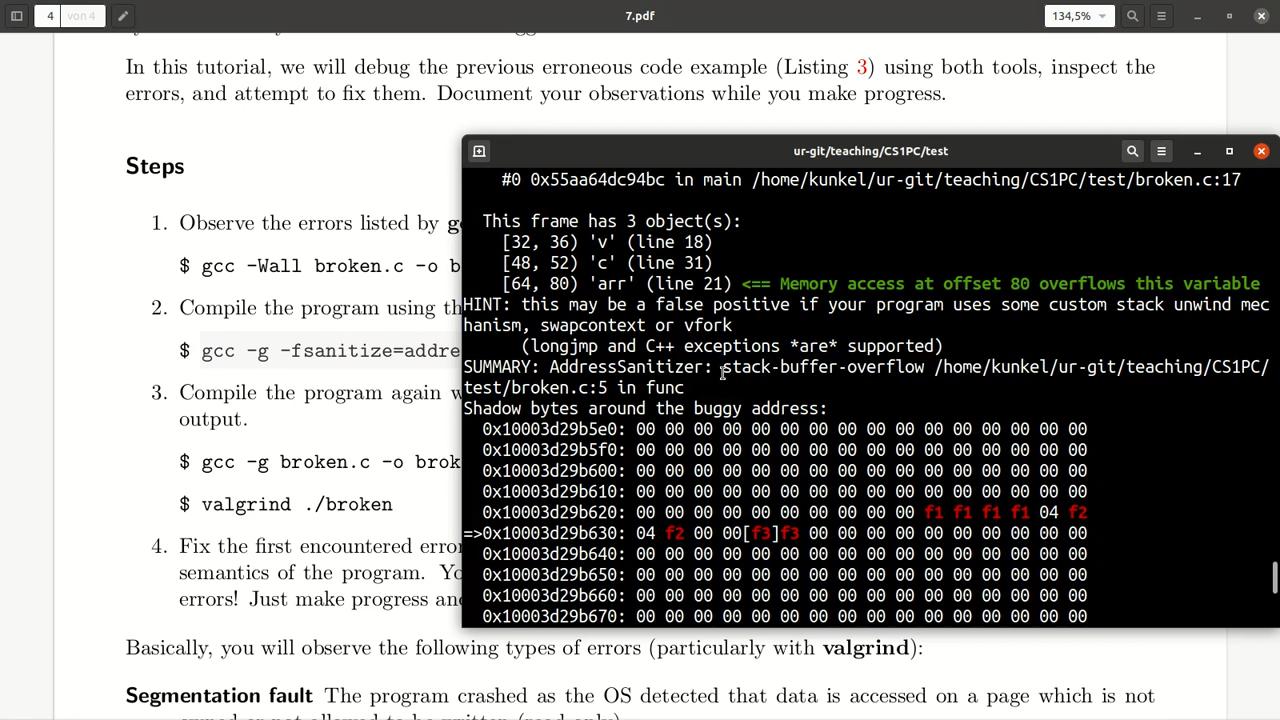 4 von 4
7.pdf
134,5%
In this tutorial, we will debug the previous erroneous code example (Listing 3) using both tools, inspect the
errors, and attempt to fix them. Document your observations while you make progress.
Steps
1. Observe the errors listed by
$ gcc -Wall broken.c -o b
2. Compile the program using
$ gcc -g -fsanitize=addre
3. Compile the program again
output.
$ gcc -g broken.c -o brok
$ valgrind ./broken
4. Fix the first encountered
semantics of the program.
errors! Just make progress
ur-git/teaching/CS1PC/test
#0 0x55aa64dc94bc in main /home/kunkel/ur-git/teaching/CS1PC/test/broken.c:17
This frame has 3 object(s):
[32, 36) 'v' (line 18)
[48, 52) 'c' (line 31)
[64, 80) 'arr' (line 21) <== Memory access at offset 80 overflows this variable
HINT: this may be a false positive if your program uses some custom stack unwind mec
hanism, swapcontext or vfork
(longjmp and C++ exceptions *are* supported)
SUMMARY: AddressSanitizer: stack-buffer-overflow /home/kunkel/ur-git/teaching/CS1PC/
test/broken.c:5 in func
Shadow bytes around the buggy address:
0x10003d29b5e0: 00 00 00 00 00 00 00 00 00 00 00 00 00 00 00 00
0x10003d29b5f0: 00 00 00 00 00 00 00 00 00 00 00 00 00 00 00 00
0x10003d29b600: 00 00 00 00 00 00 00 00 00 00 00 00 00 00 00 00
0x10003d29b610: 00 00 00 00 00 00 00 00 00 00 00 00 00 00 00 00
0x10003d29b620: 00 00 00 00 00 00 00 00 00 00 f1 f1 f1 f1 04 f2
=>0x10003d29b630: 04 f2 00 00[f3]f3 00 00 00 00 00 00 00 00 00 00
0x10003d29b640: 00 00 00 00 00 00 00 00 00 00 00 00 00 00 00 00
0x10003d29b650: 00 00 00 00 00 00 00 00 00 00 00 00 00 00 00 00
0x10003d29b660: 00 00 00 00 00 00 00 00 00 00 00 00 00 00 00 00
0x10003d29b670: 00 00 00 00 00 00 00 00 00 00 00 00 00 00 00 00
Basically, you will observe the following types of errors (particularly with valgrind):
Segmentation fault The program crashed as the OS detected that data is accessed on a page which is not